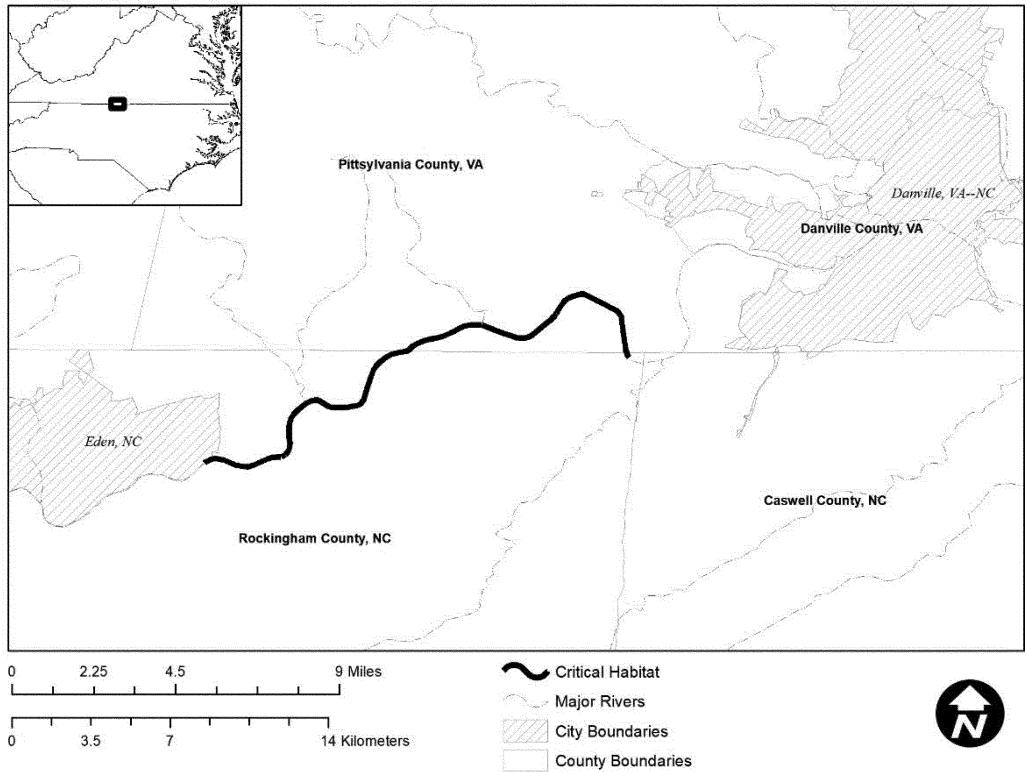 Pittsylvania County, VA
Danville, VA--NC
Danville County, VA
Eden, NC
Caswell County, NC
Rockingham County, NC
0 2.25 4.5 9 Miles
0 3.5 7 14 Kilometers
Critical Habitat
Major Rivers
City Boundaries
County Boundaries
N